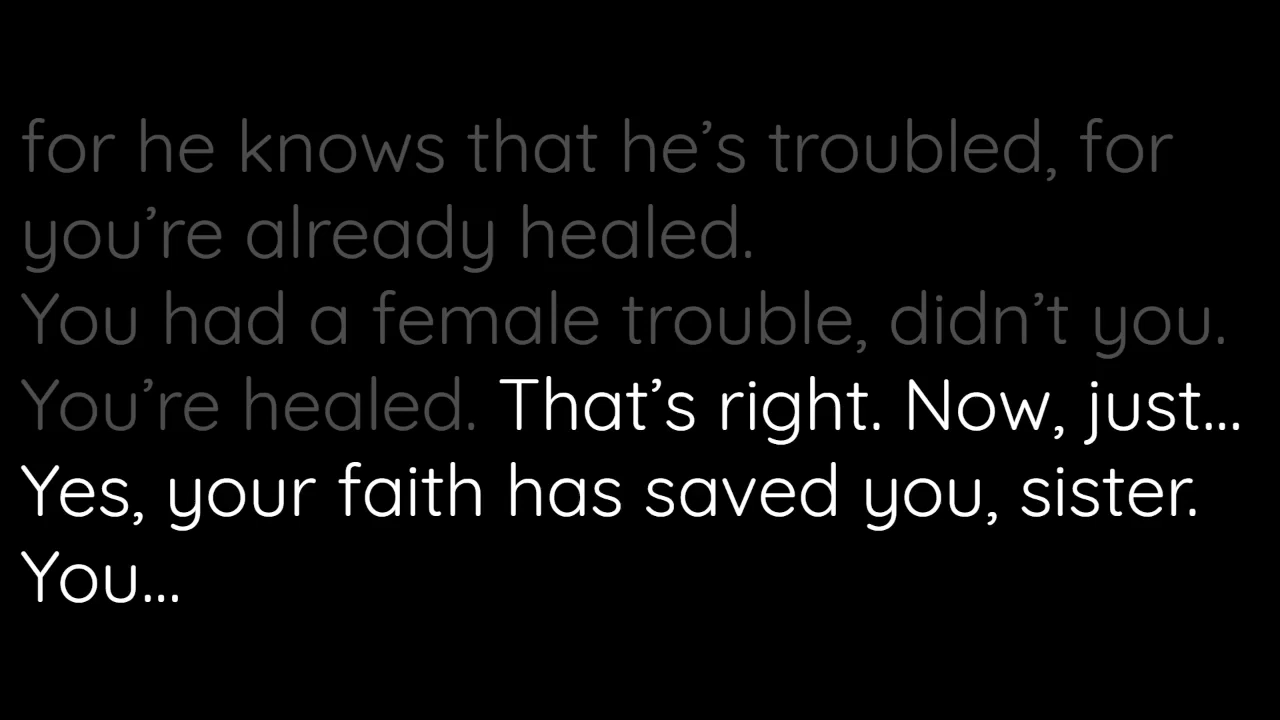 for he knows that he’s troubled, for
you’re already healed.
You had a female trouble, didn’t you.
You’re healed. That’s right. Now, just...
Yes, your faith has saved you, sister.
You...